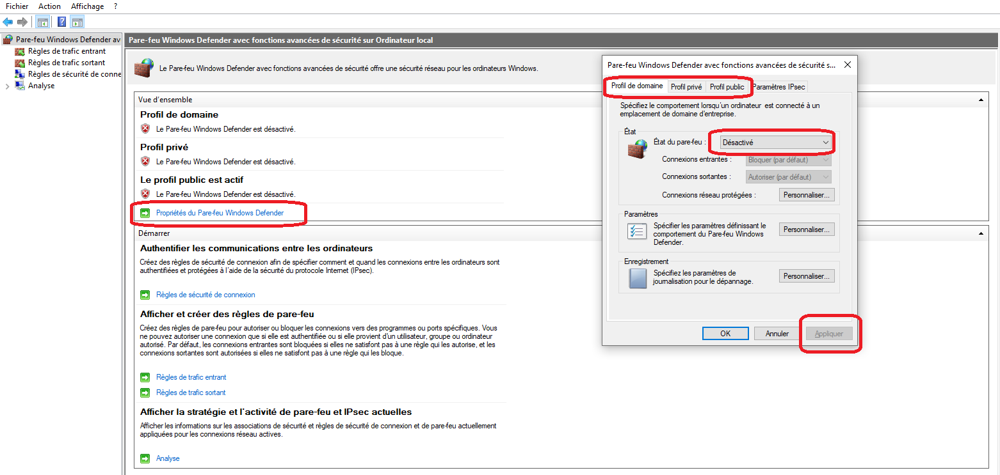 Fichier Action Affichage ?
Pare-feu Windows Defender av
Règles de trafic entrant
Règles de trafic sortant
Règles de sécurité de conne
Analyse
Pare-feu Windows Defender avec fonctions avancées de sécurité sur Ordinateur local
Le Pare-feu Windows Defender avec fonctions avancées de sécurité offre une sécurité réseau pour les ordinateurs Windows.
Vue d'ensemble
Profil de domaine
Le Pare-feu Windows Defender est désactivé.
Profil privé
Le Pare-feu Windows Defender est désactivé.
Le profil public est actif
Le Pare-feu Windows Defender est désactivé.
Propriétés du Pare-feu Windows Defender
Démarrer
Authentifier les communications entre les ordinateurs
Créez des règles de sécurité de connexion afin de spécifier comment et quand les connexions entre les ordinateurs sont
authentifiées et protégées à l'aide de la sécurité du protocole Internet (IPsec).
Règles de sécurité de connexion
Afficher et créer des règles de pare-feu
Créez des règles de pare-feu pour autoriser ou bloquer les connexions vers des programmes ou ports spécifiques. Vous
ne pouvez autoriser une connexion que si elle est authentifiée ou si elle provient d'un utilisateur, groupe ou ordinateur
autorisé. Par défaut, les connexions entrantes sont bloquées si elles ne satisfont pas à une règle qui les autorise, et les
connexions sortantes sont autorisées si elles ne satisfont pas à une règle qui les bloque.
Règles de trafic entrant
Règles de trafic sortant
Afficher la stratégie et l'activité de pare-feu et IPsec actuelles
Afficher les informations sur les associations de sécurité et règles de sécurité de connexion et de pare-feu actuellement
appliquées pour les connexions réseau actives.
Analyse
Pare-feu Windows Defender avec fonctions avancées de sécurité s...
Profil de domaine Profil privé Profil public Paramètres IPsec
Spécifiez le comportement lorsqu'un ordinateur est connecté à un
emplacement de domaine d'entreprise.
État
État du pare-feu : Désactivé
Connexions entrantes : Bloquer (par défaut)
Connexions sortantes : Autoriser (par défaut)
Connexions réseau protégées : Personnaliser...
Paramètres
Spécifier les paramètres définissant le
comportement du Pare-feu Windows
Defender.
Personnaliser...
Enregistrement
Spécifiez les paramètres de
journalisation pour le dépannage.
Personnaliser...
OK Annuler Appliquer